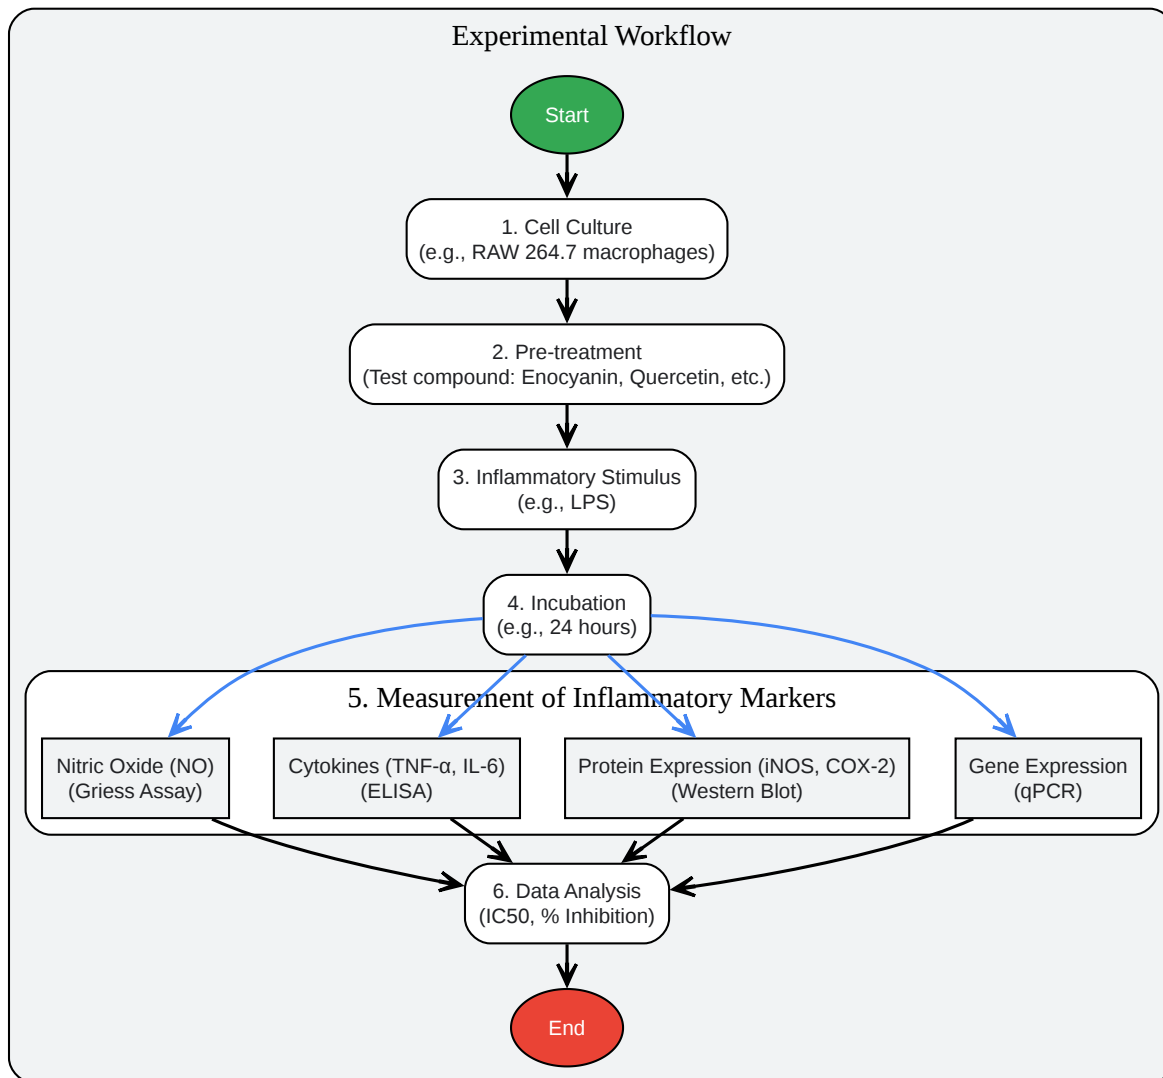 Experimental Workflow
Start
1. Cell Culture
(e.g., RAW 264.7 macrophages)
2. Pre-treatment
(Test compound: Enocyanin, Quercetin, etc.)
3. Inflammatory Stimulus
(e.g., LPS)
4. Incubation
(e.g., 24 hours)
5. Measurement of Inflammatory Markers
Nitric Oxide (NO)
(Griess Assay)
Cytokines (TNF-α, IL-6)
(ELISA)
Protein Expression (iNOS, COX-2)
(Western Blot)
Gene Expression
(qPCR)
6. Data Analysis
(IC50, % Inhibition)
End